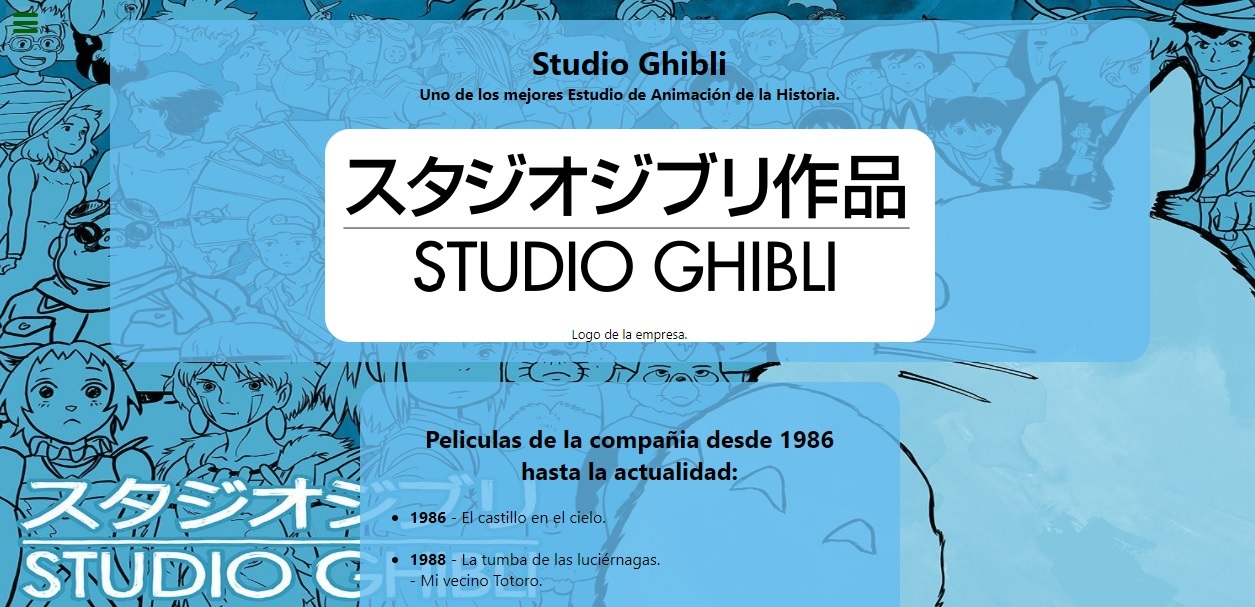 Studio Ghibli
Uno de los mejores Estudio de Animación de la Historia.
スタジオジブリ作品
STUDIO GHIBLI
Logo de la empresa.
Peliculas de la compañia desde 1986
hasta la actualidad:
• 1986 - El castillo en el cielo.
• 1988 - La tumba de las luciérnagas.
- Mi vecino Totoro.
スタジオジブリ
STUDIO GHIBLI